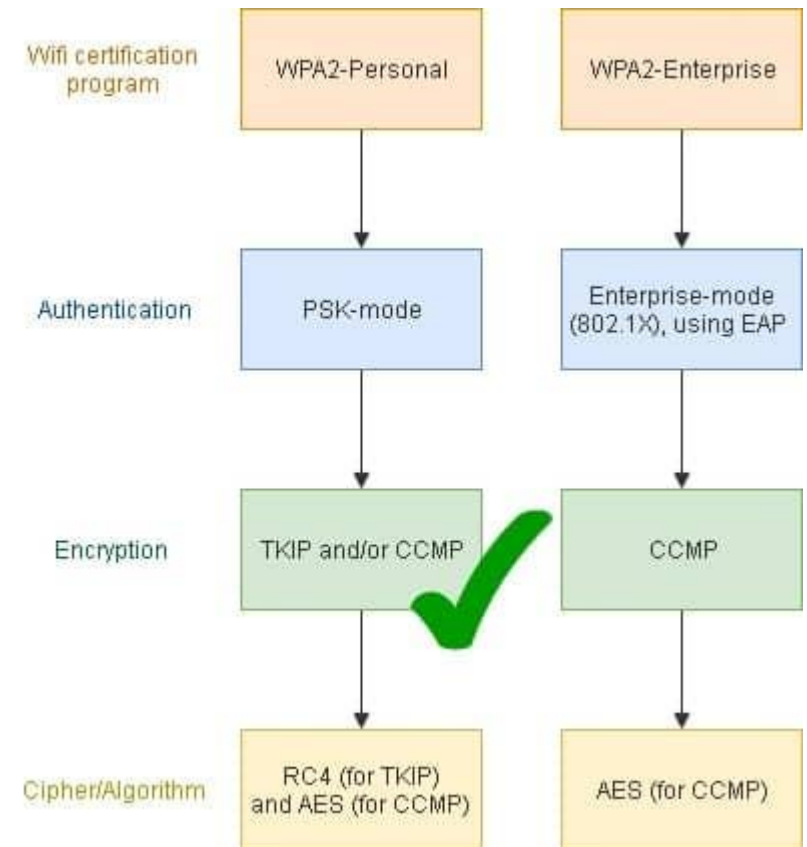 Wifi certification
program
WPA2-Personal
WPA2-Enterprise
Authentication
PSK-mode
Enterprise-mode
(802.1X), using EAP
Encryption
TKIP and/or CCMP
CCMP
Cipher/Algorithm
RC4 (for TKIP)
and AES (for CCMP)
AES (for CCMP)